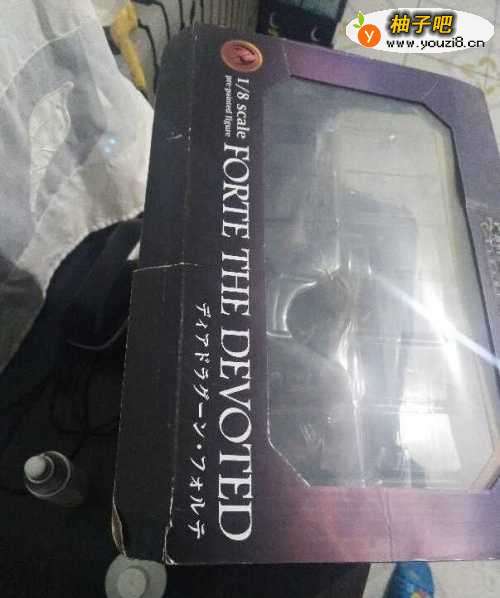 柚子吧
www.youzi8.cn
1/8 scale
pre-painted figure
FORTE THE DEVOTED
ディアドラグーン・フォルテ